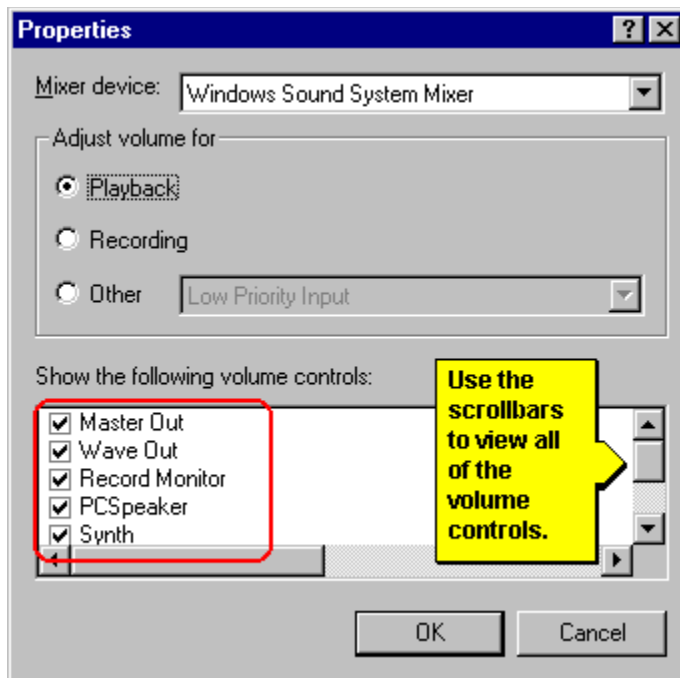 Properties
Mixer device: Windows Sound System Mixer
Adjust volume for
Playback
Recording
Other Low Priority Input
Show the following volume controls:
Master Out
Wave Out
Record Monitor
PCSpeaker
Synth
Use the
scrollbars
to view all
of the
volume
controls.
OK Cancel